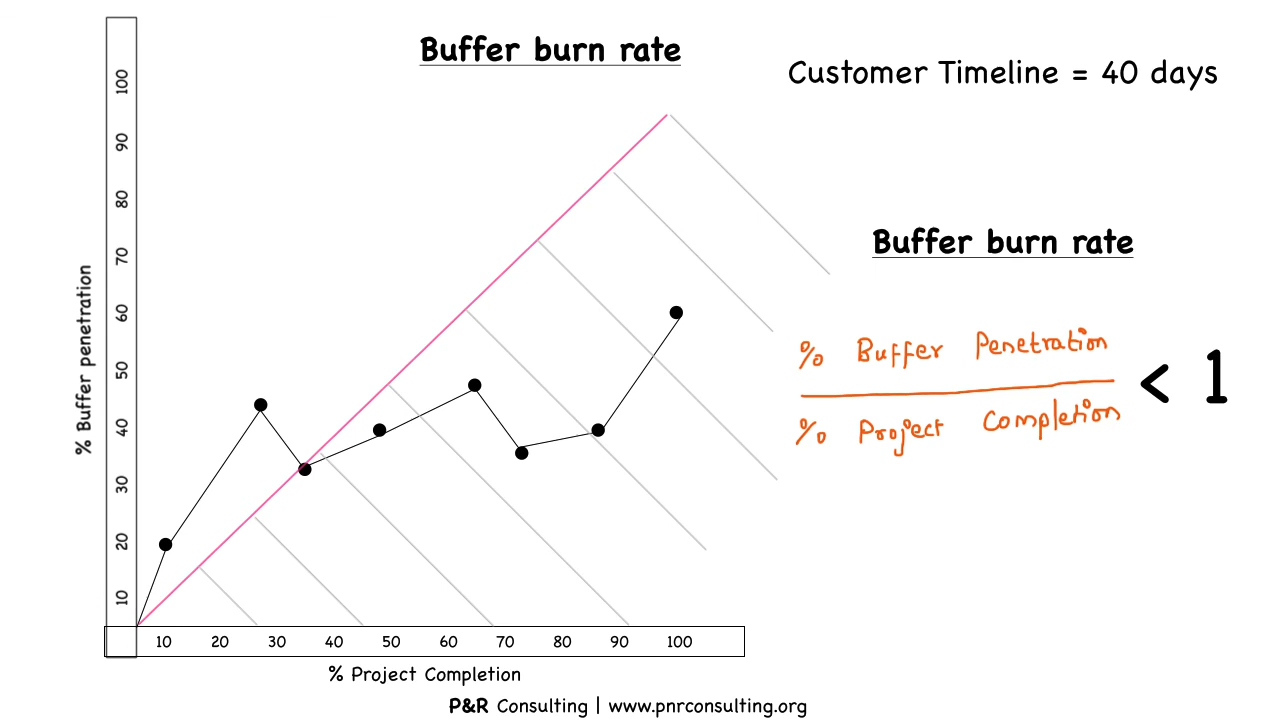 Buffer burn rate
Customer Timeline = 40 days
100
90
80
70
60
50
40
30
20
10
% Buffer penetration
Buffer burn rate
% Buffer Penetration
% Project Completion
< 1
10 20 30 40 50 60 70 80 90 100
% Project Completion
P&R Consulting | www.pnrconsulting.org